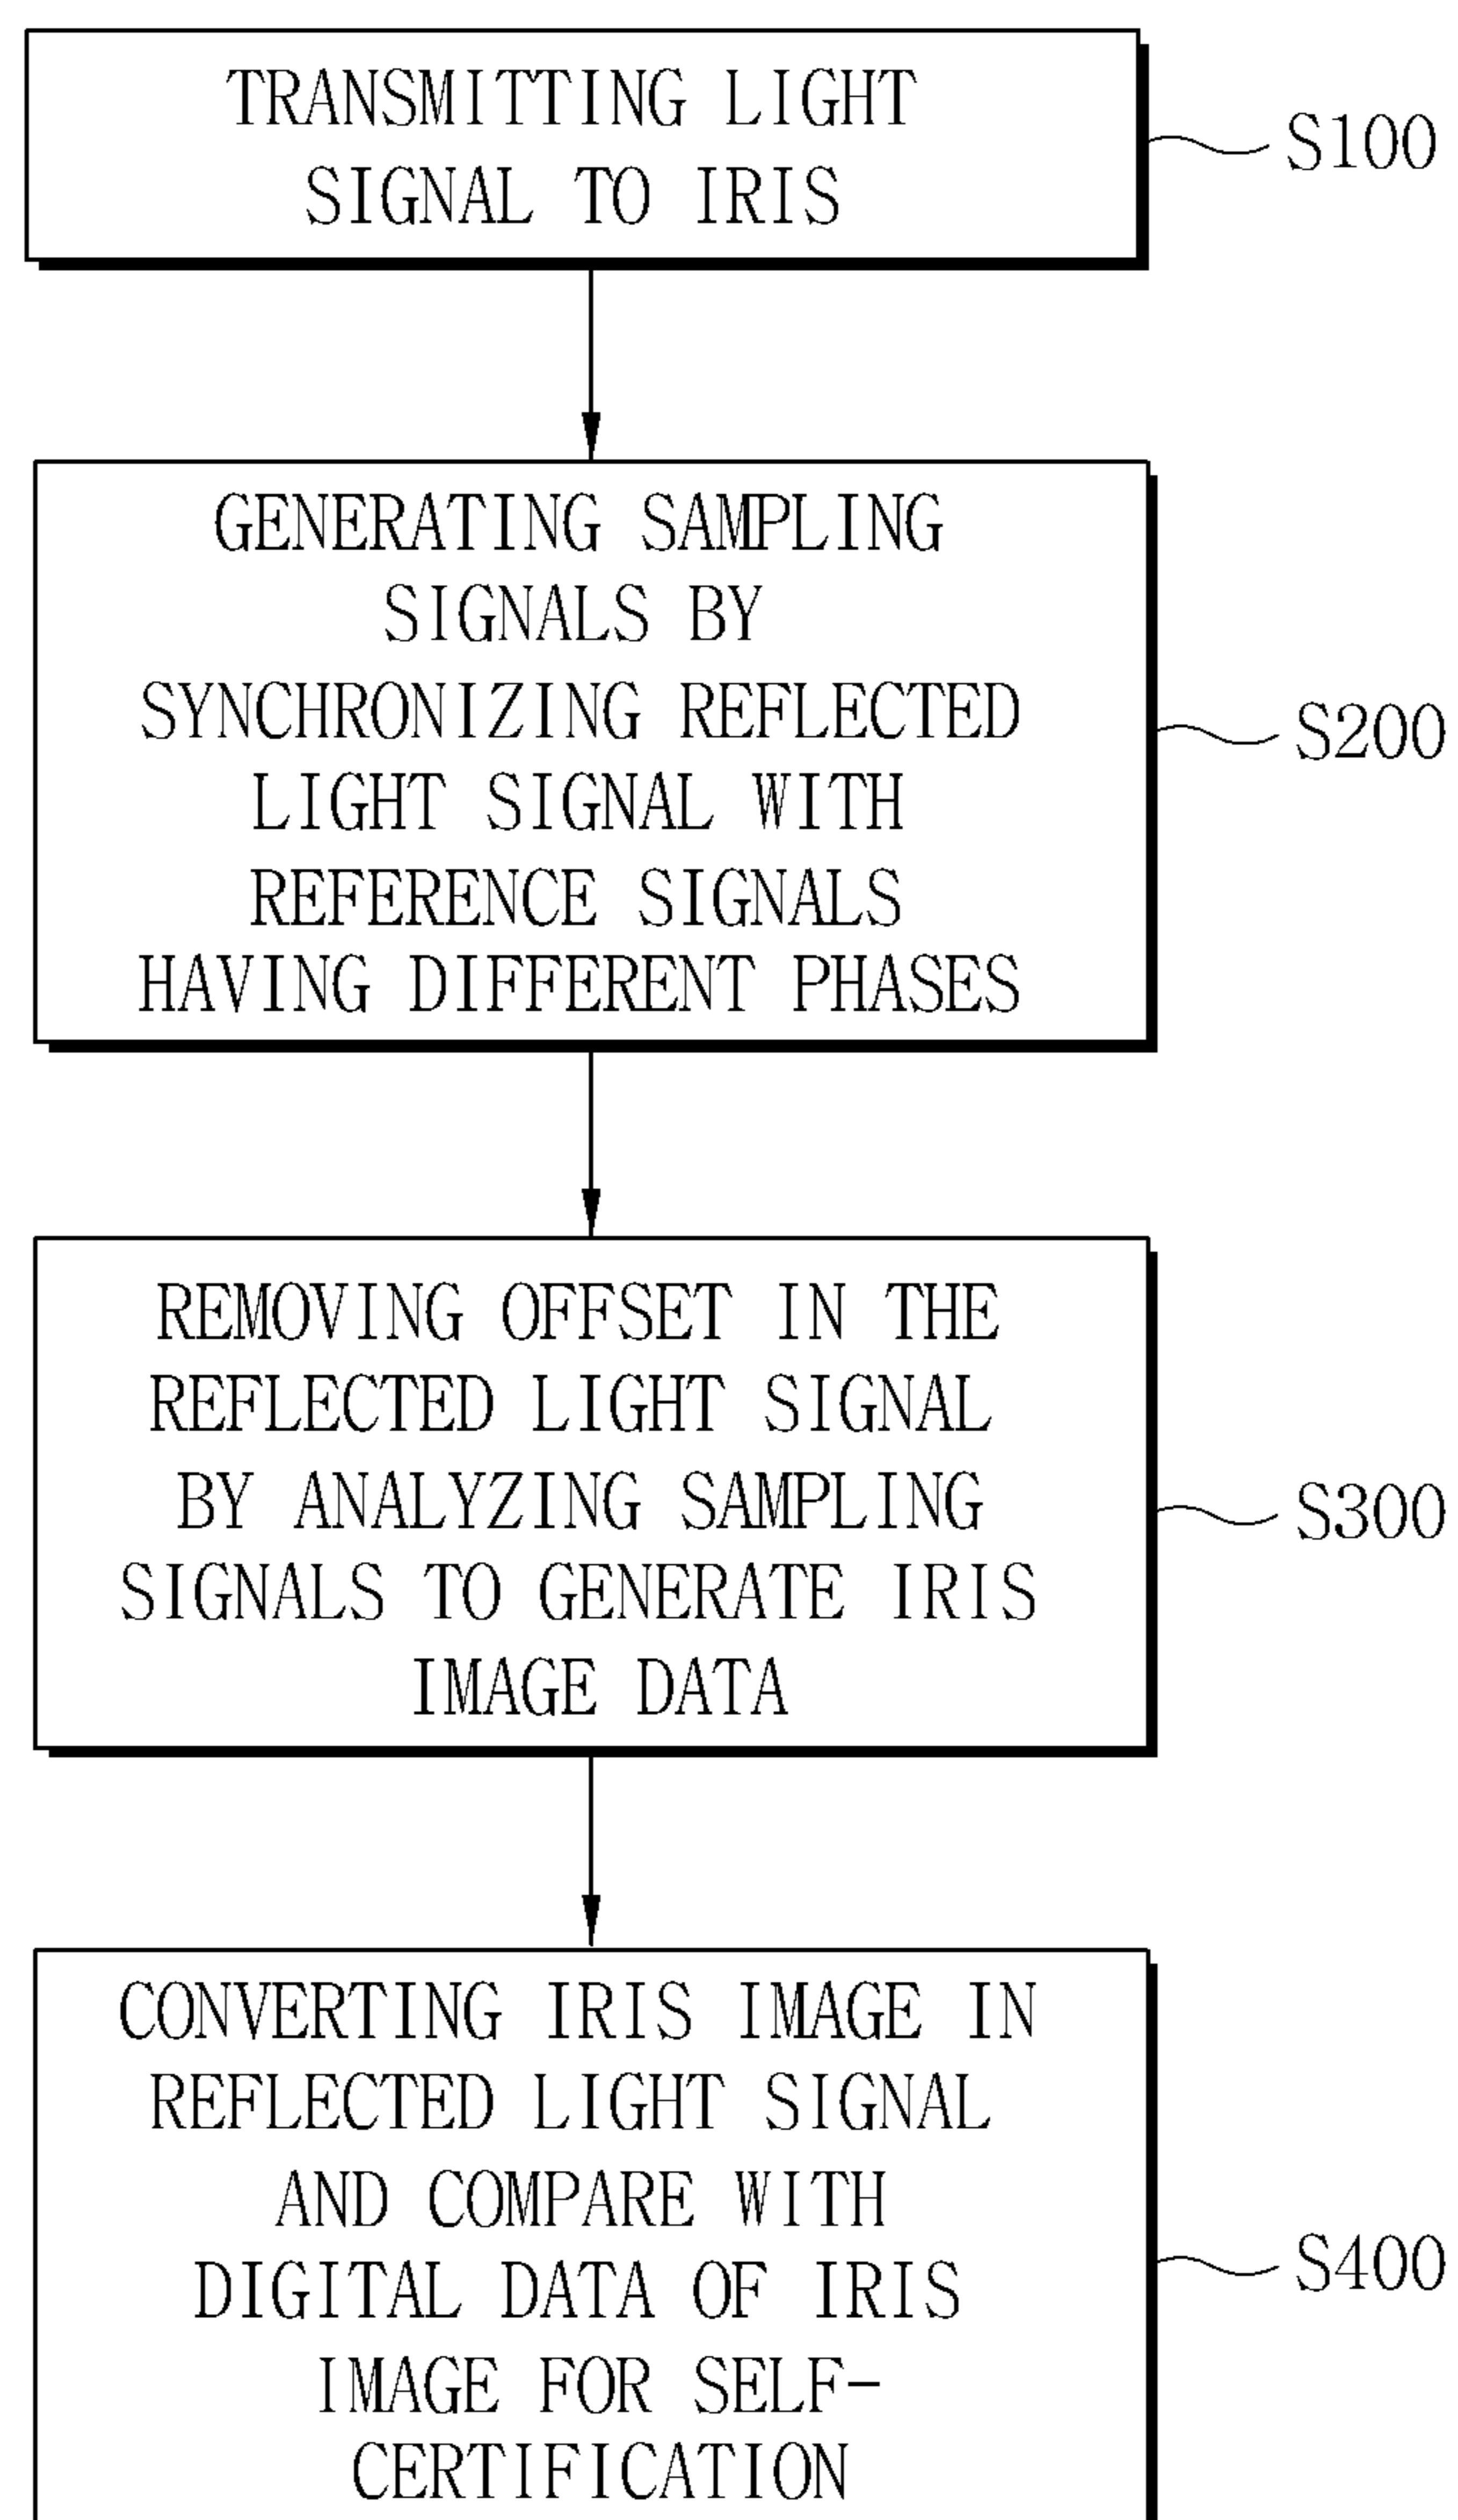 TRANSMITTING LIGHT
SIGNAL TO IRIS
S100
GENERATING SAMPLING
SIGNALS BY
SYNCHRONIZING REFLECTED
LIGHT SIGNAL WITH
REFERENCE SIGNALS
HAVING DIFFERENT PHASES
S200
REMOVING OFFSET IN THE
REFLECTED LIGHT SIGNAL
BY ANALYZING SAMPLING
SIGNALS TO GENERATE IRIS
IMAGE DATA
S300
CONVERTING IRIS IMAGE IN
REFLECTED LIGHT SIGNAL
AND COMPARE WITH
DIGITAL DATA OF IRIS
IMAGE FOR SELF-
CERTIFICATION
S400